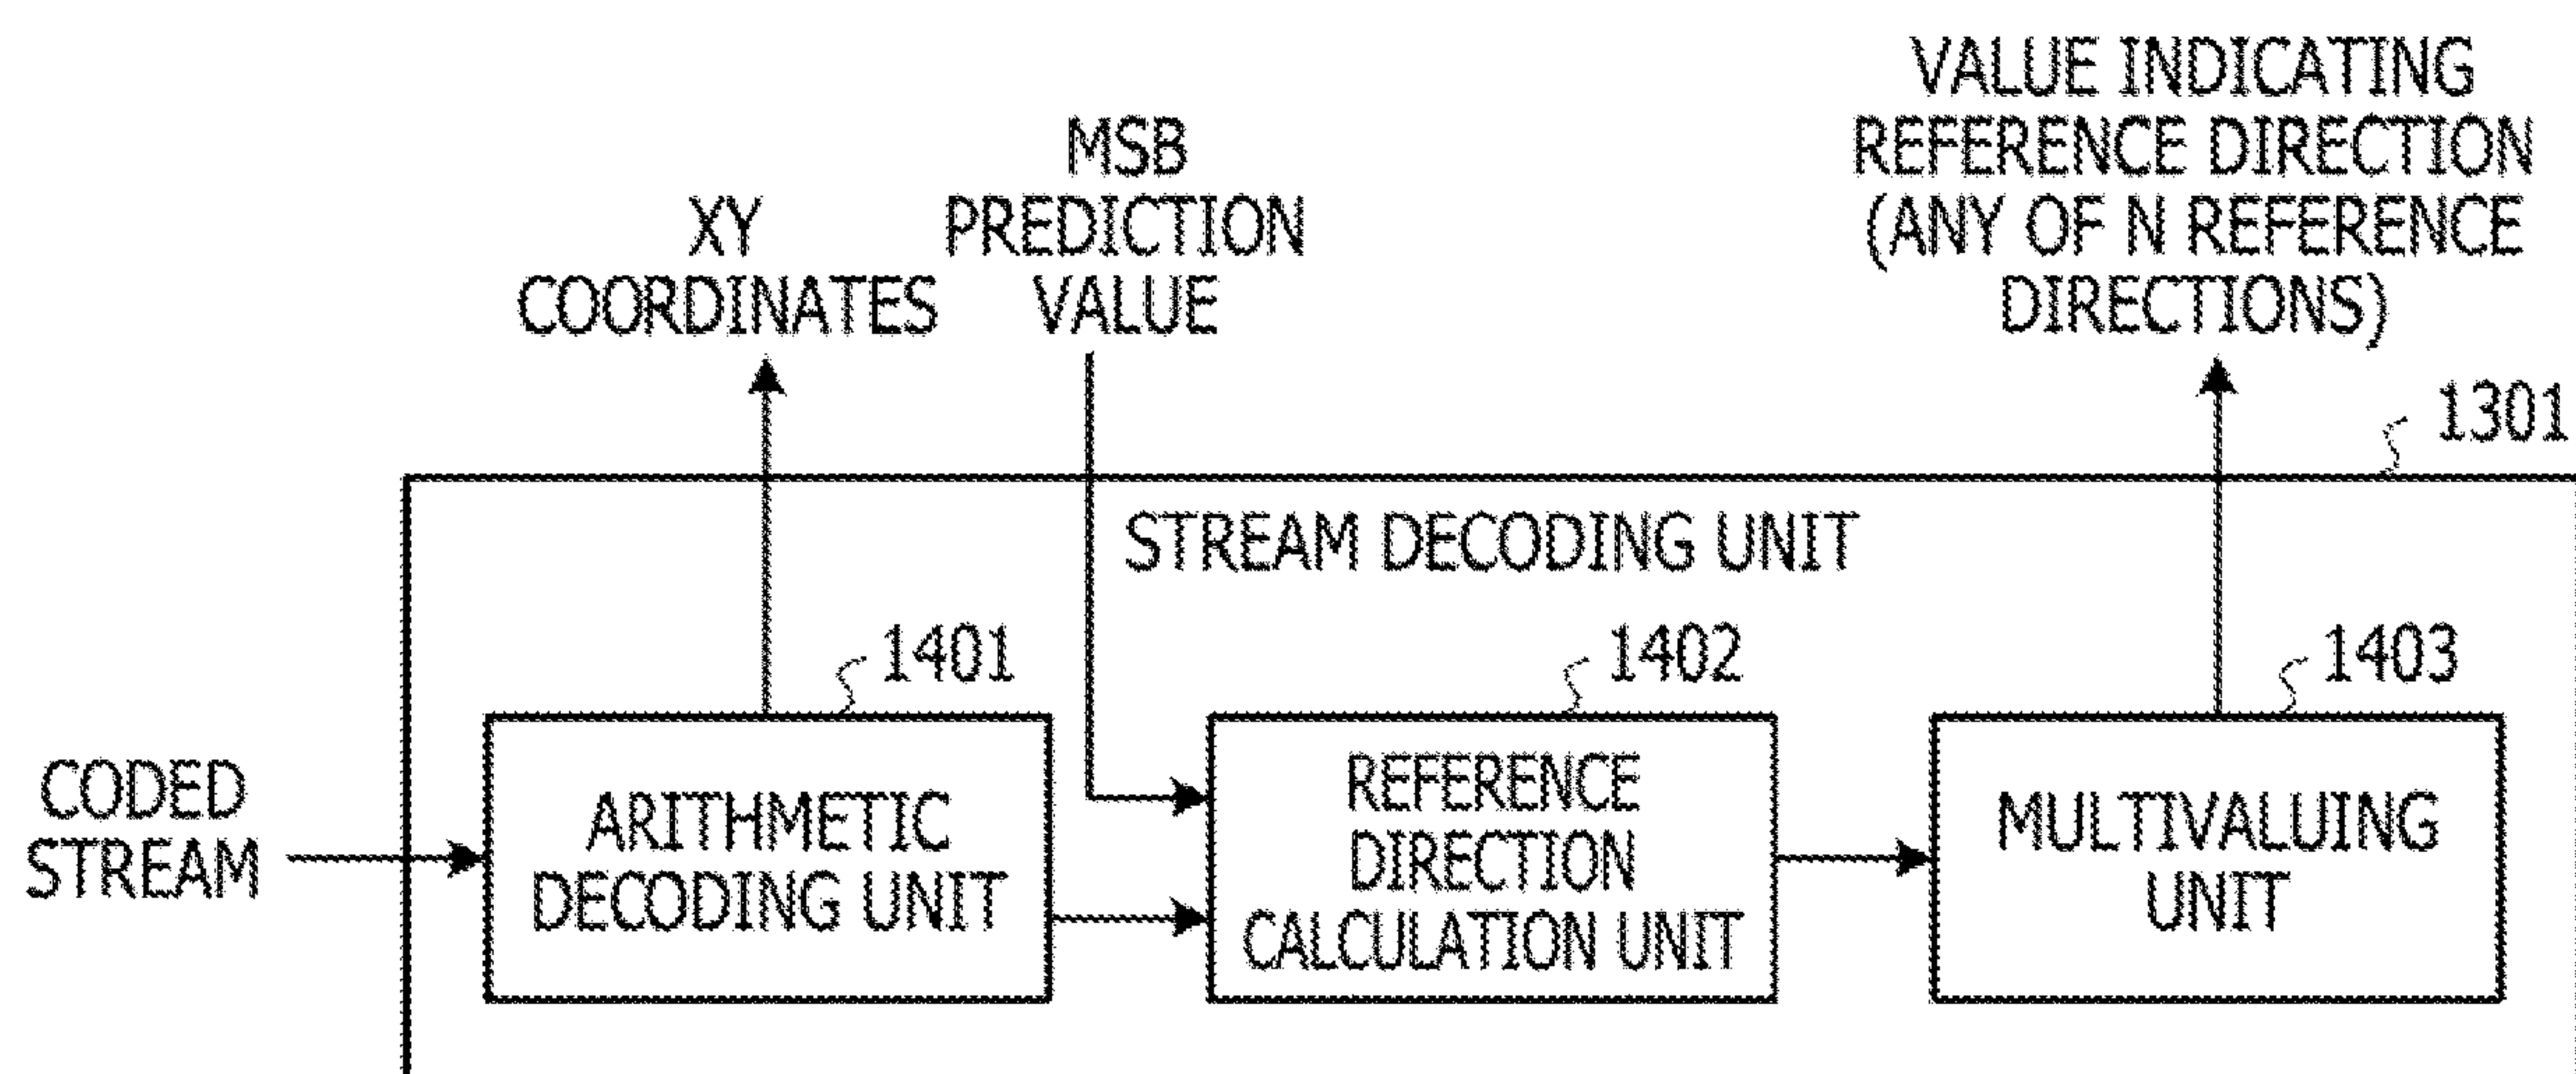 XY
COORDINATES
MSB
PREDICTION
VALUE
VALUE INDICATING
REFERENCE DIRECTION
(ANY OF N REFERENCE
DIRECTIONS)
1301
STREAM DECODING UNIT
1401
1402
1403
CODED
STREAM
ARITHMETIC
DECODING UNIT
REFERENCE
DIRECTION
CALCULATION UNIT
MULTIVALUING
UNIT